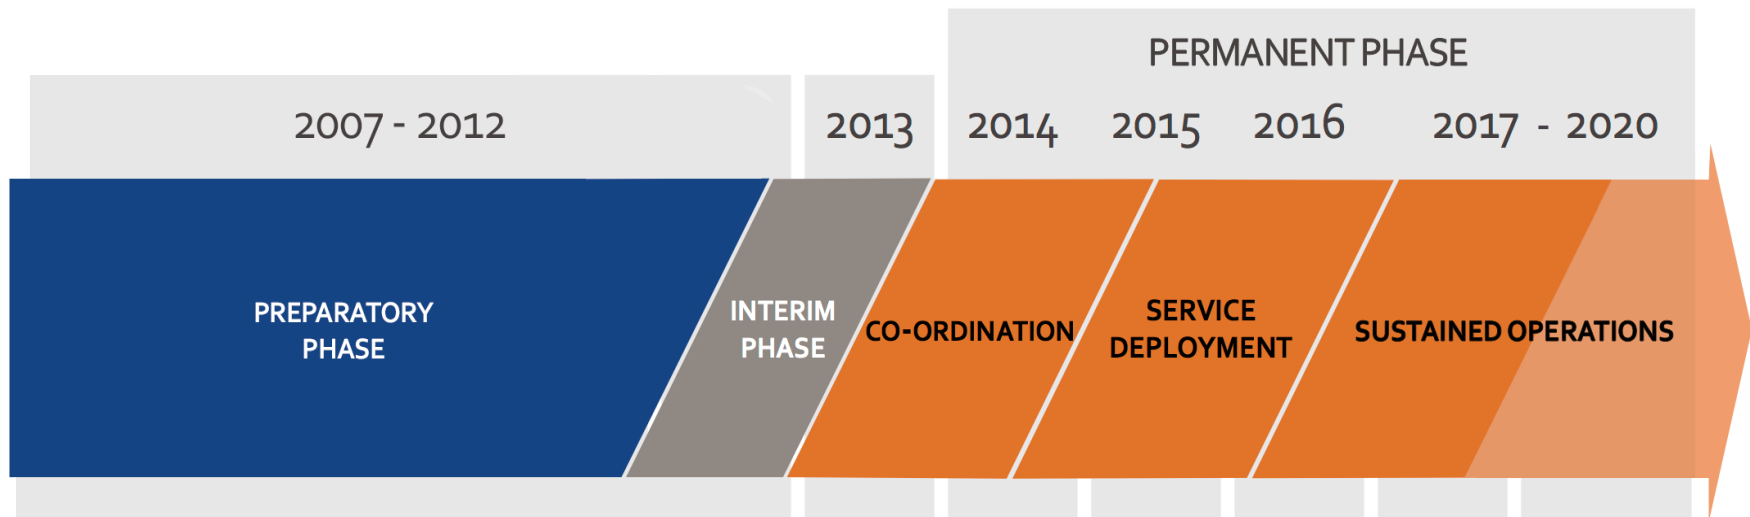 PERMANENT PHASE
2007 - 2012 2013 2014 2015 2016 2017 - 2020
PREPARATORY
PHASE
INTERIM
PHASE
CO-ORDINATION
SERVICE
DEPLOYMENT
SUSTAINED OPERATIONS